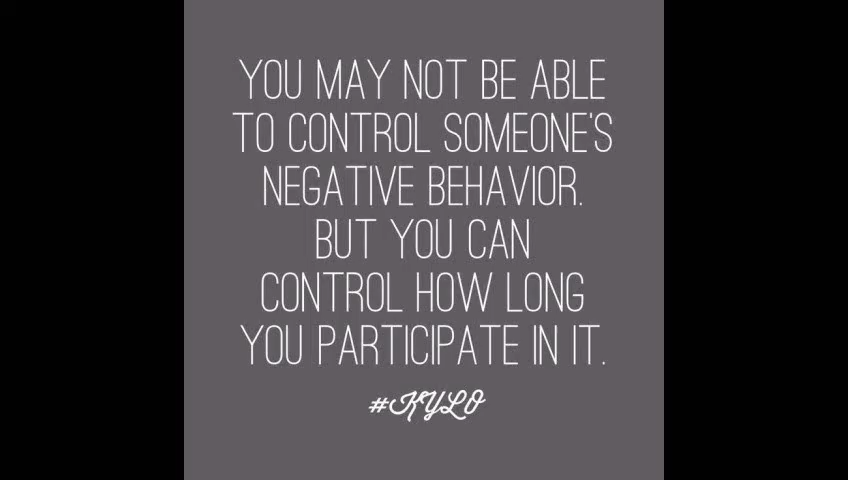 YOU MAY NOT BE ABLE
TO CONTROL SOMEONE'S
NEGATIVE BEHAVIOR.
BUT YOU CAN
CONTROL HOW LONG
YOU PARTICIPATE IN IT.
#KYLO